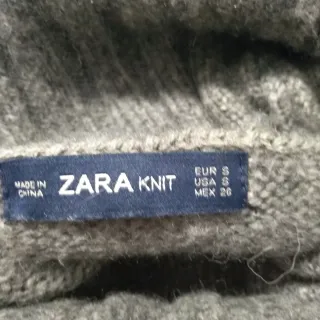 MADE IN
CHINA
ZARA KNIT
EUR S
USA S
MEX 26